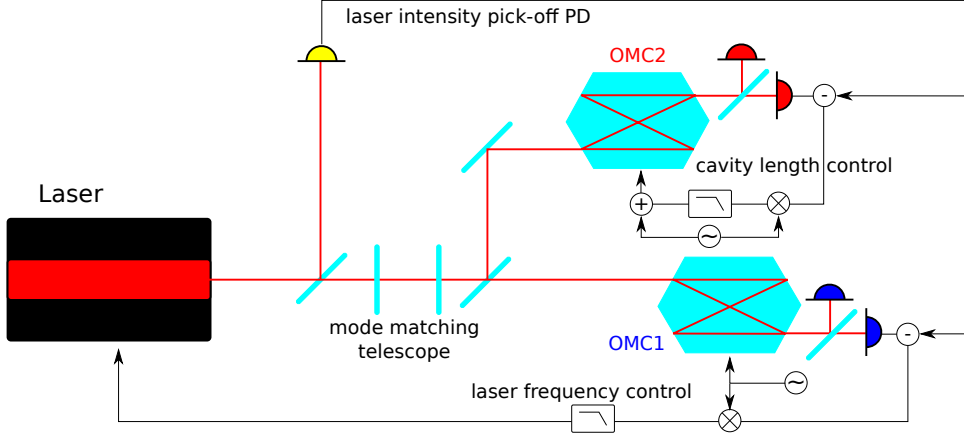 laser intensity pick-off PD
OMC2
-
cavity length control
Laser
+
~
mode matching
telescope
OMC1
-
~
laser frequency control